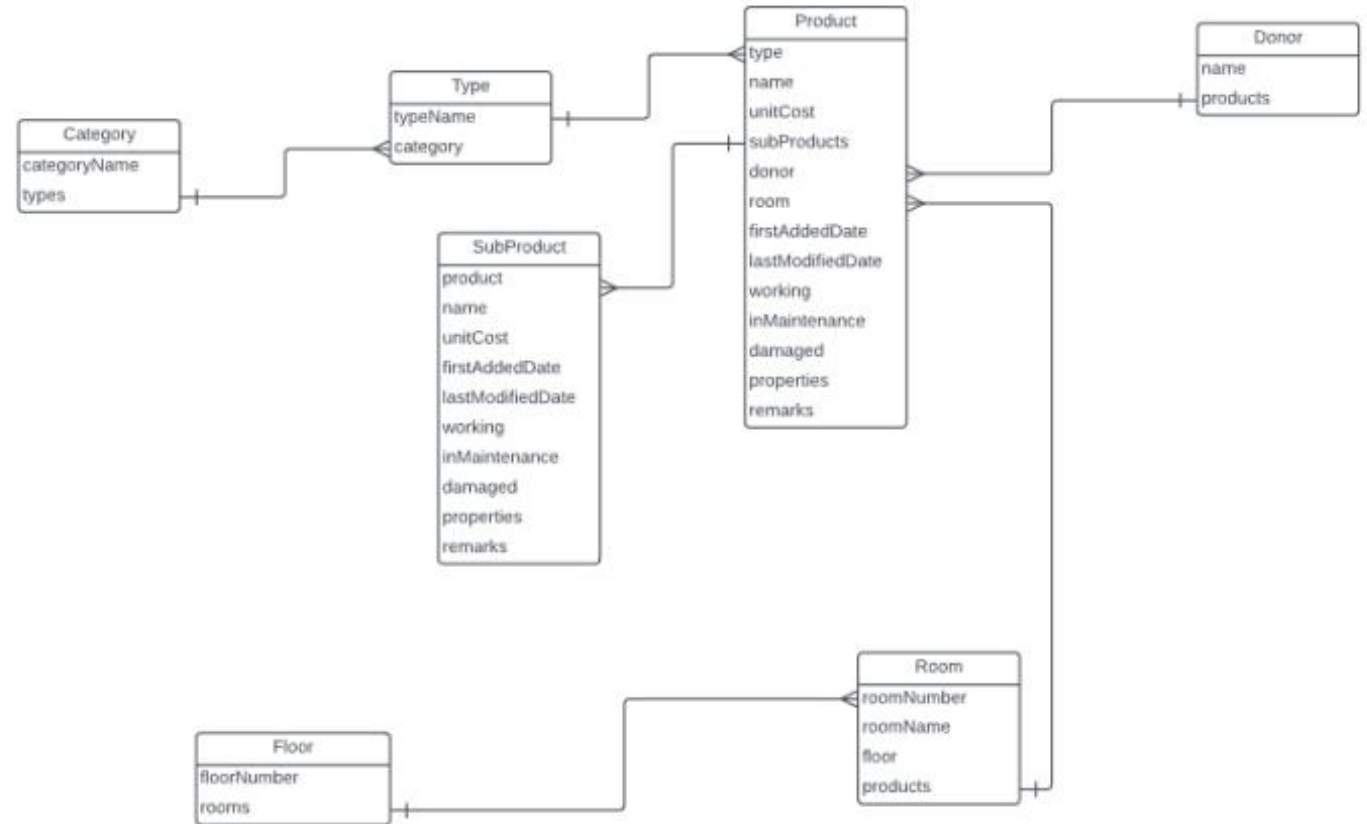 Product
type
name
unitCost
subProducts
donor
room
firstAddedDate
lastModifiedDate
working
inMaintenance
damaged
properties
remarks
Donor
name
products
Type
typeName
category
Category
categoryName
types
SubProduct
product
name
unitCost
firstAddedDate
lastModifiedDate
working
inMaintenance
damaged
properties
remarks
Room
roomNumber
roomName
floor
products
Floor
floorNumber
rooms